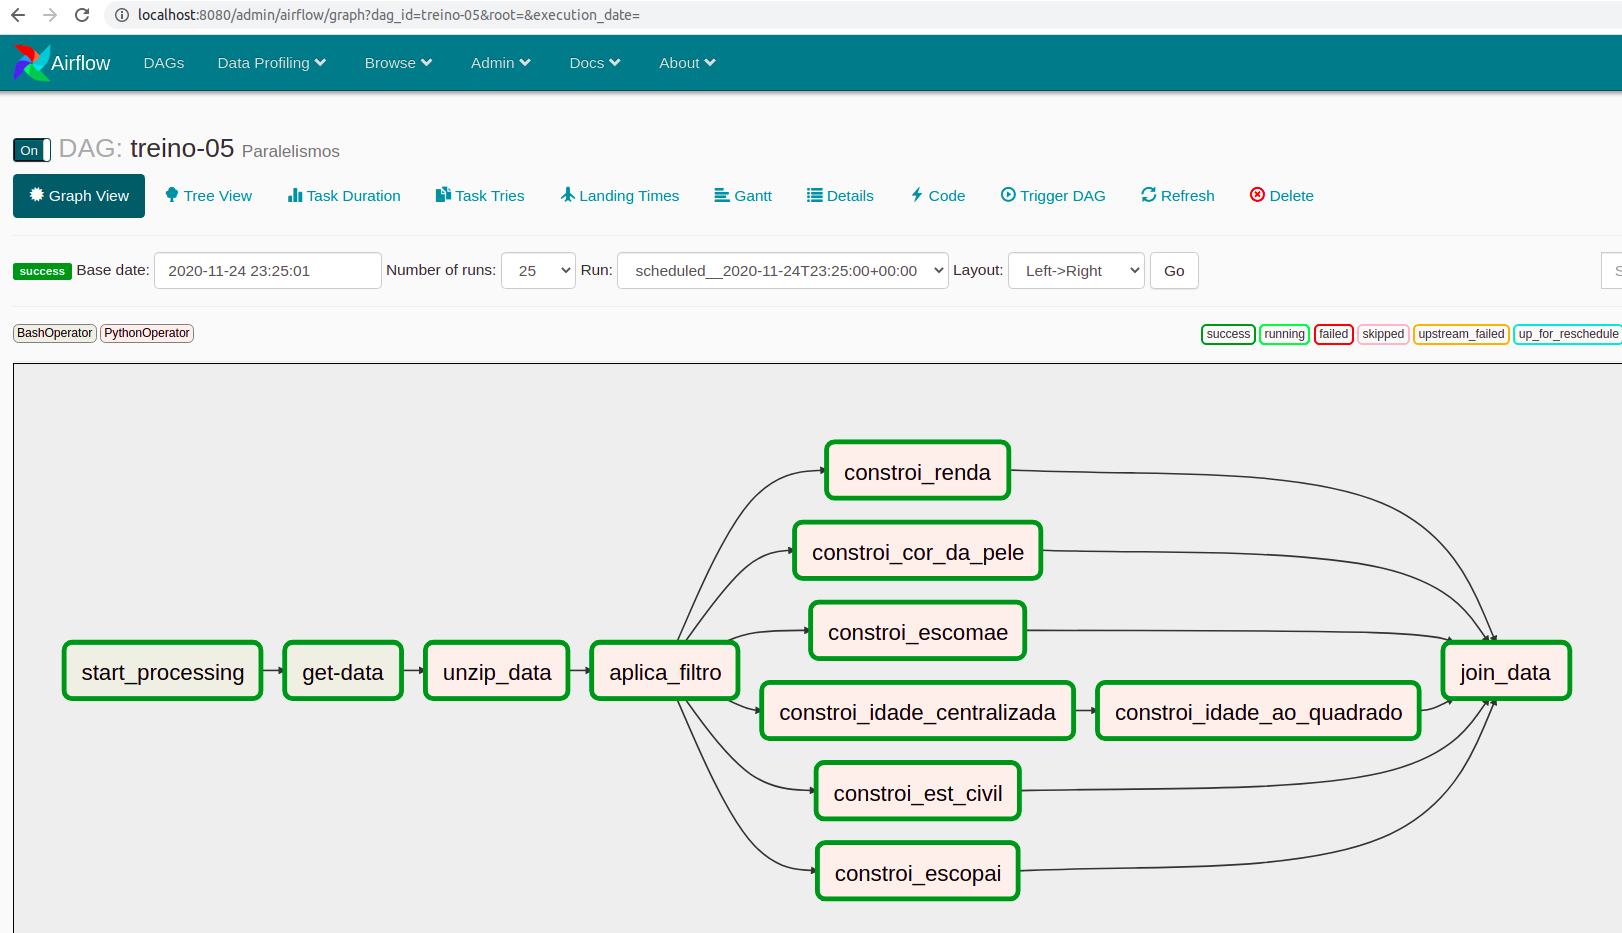 localhost:8080/admin/airflow/graph?dag_id=treino-05&root=&execution_date=
Airflow DAGs Data Profiling Browse Admin Docs About
On DAG: treino-05 Paralelismos
Graph View Tree View Task Duration Task Tries Landing Times Gantt Details Code Trigger DAG Refresh Delete
success Base date: 2020-11-24 23:25:01 Number of runs: 25 Run: scheduled__2020-11-24T23:25:00+00:00 Layout: Left->Right Go S
BashOperator PythonOperator success running failed skipped upstream_failed up_for_reschedule
constroi_renda
constroi_cor_da_pele
constroi_escomae
start_processing get-data unzip_data aplica_filtro join_data
constroi_idade_centralizada constroi_idade_ao_quadrado
constroi_est_civil
constroi_escopai